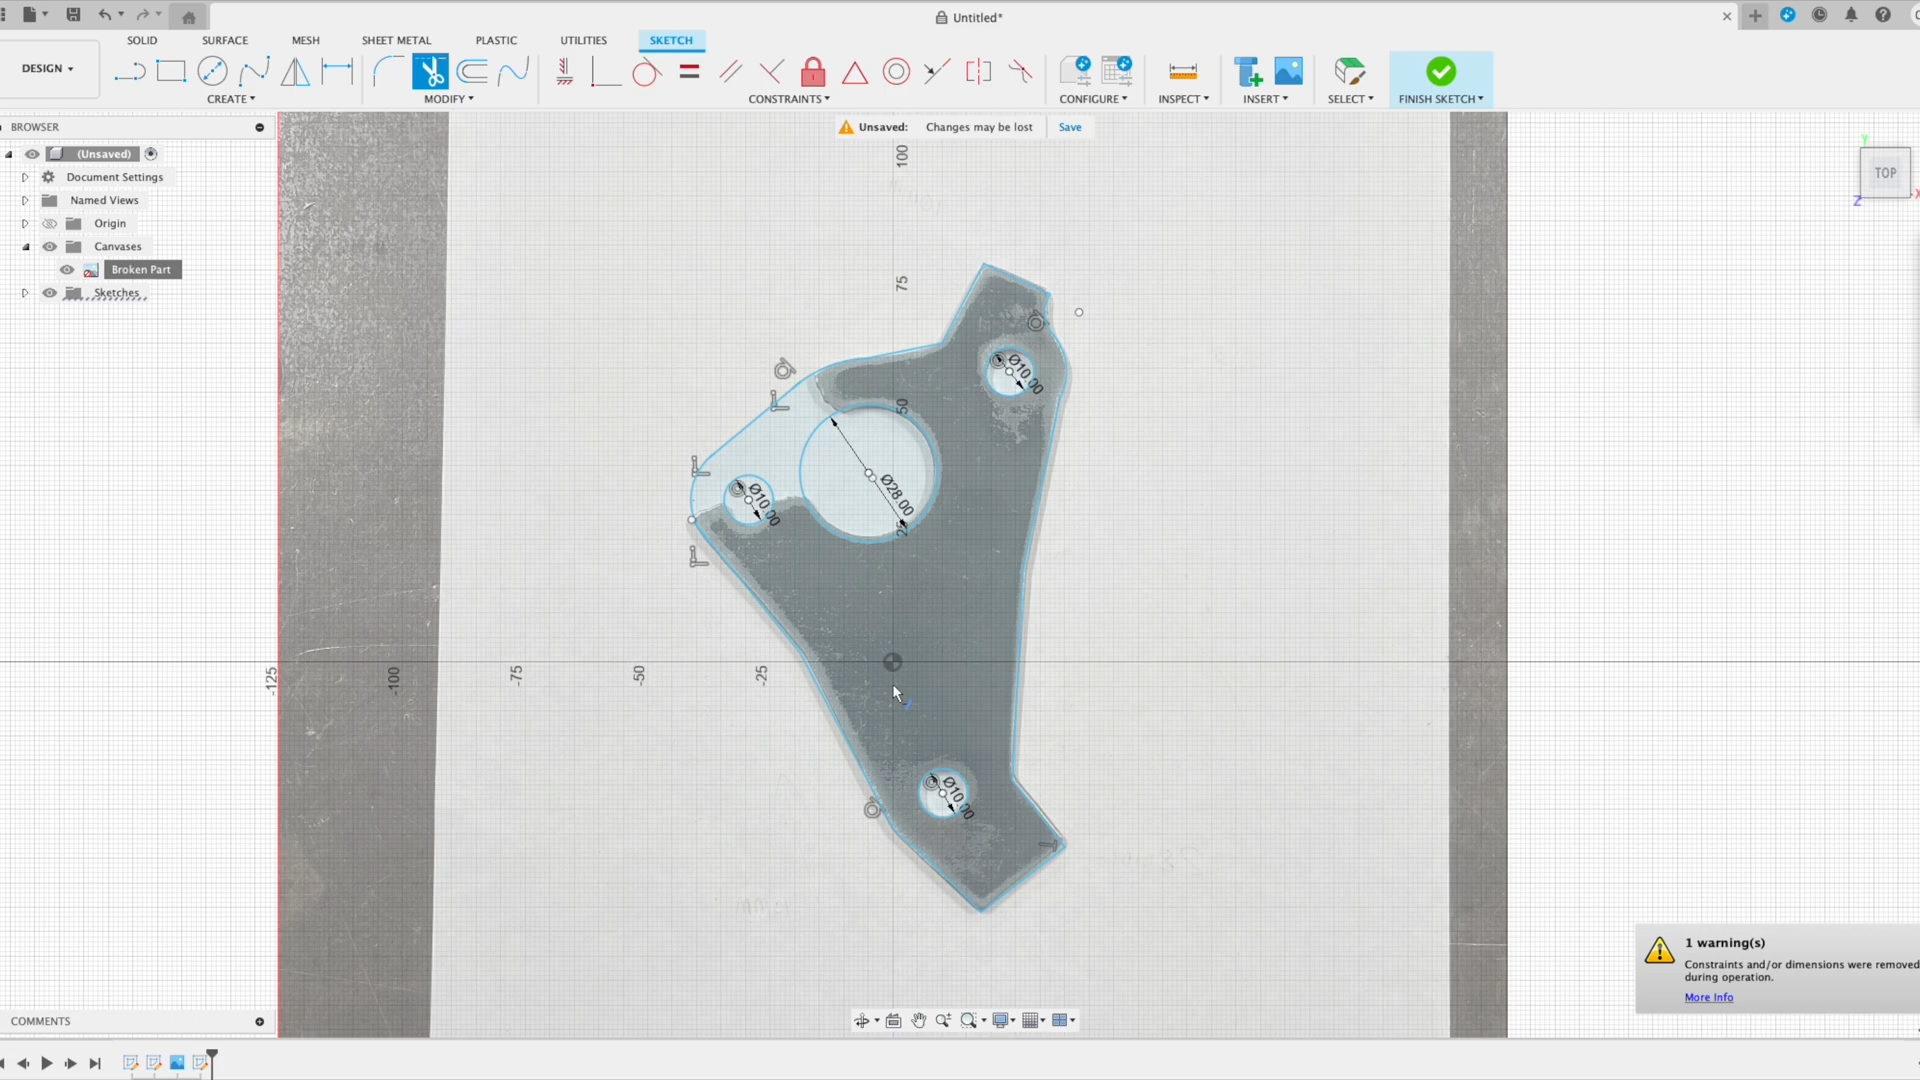 Untitled*
SOLID SURFACE MESH SHEET METAL PLASTIC UTILITIES SKETCH
DESIGN
CREATE MODIFY CONSTRAINTS CONFIGURE INSPECT INSERT SELECT FINISH SKETCH
BROWSER
Unsaved: Changes may be lost Save
(Unsaved)
Document Settings
Named Views
Origin
Canvases
Broken Part
Sketches
TOP
Y
X
Z
100
75
50
25
-125
-100
-75
-50
-25
Ø10.00
Ø28.00
Ø10.00
Ø10.00
1 warning(s)
Constraints and/or dimensions were removed
during operation.
More Info
COMMENTS